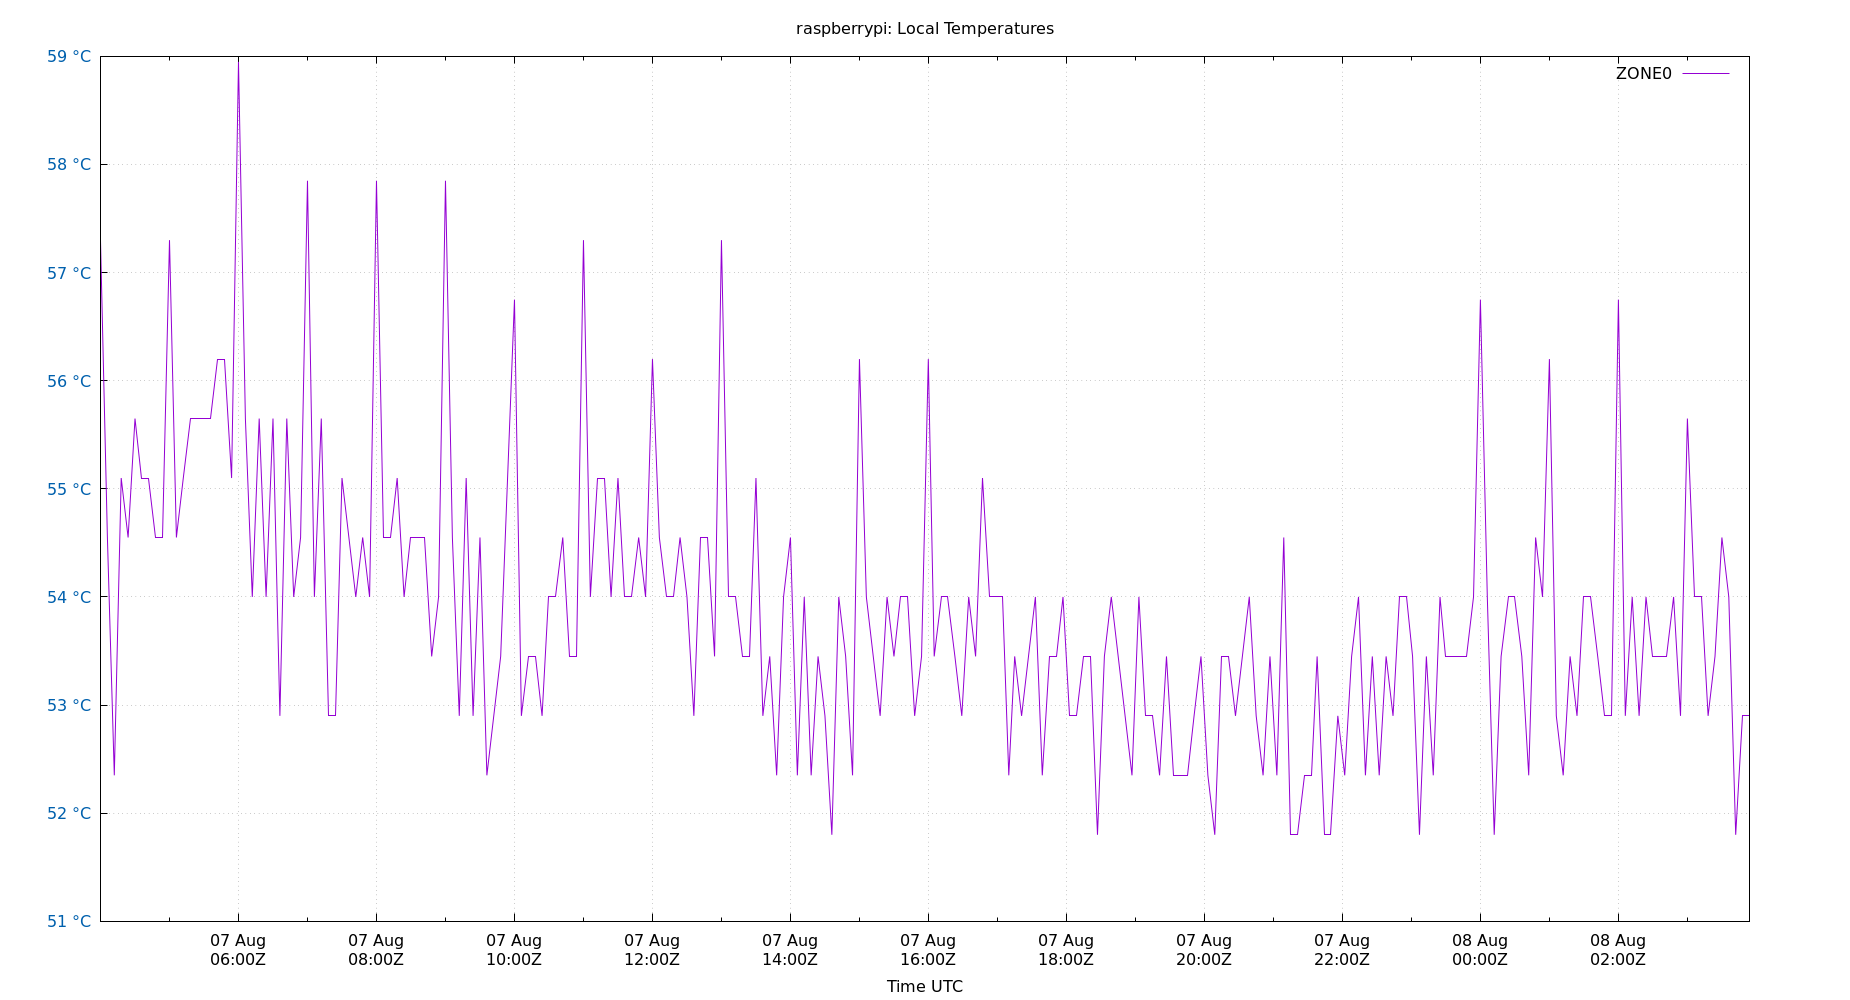 raspberrypi: Local Temperatures
59 °C
ZONE0
58 °C
57 °C
56 °C
55 °C
54 °C
53 °C
52 °C
51 °C
07 Aug 07 Aug 07 Aug 07 Aug 07 Aug 07 Aug 07 Aug 07 Aug 07 Aug 08 Aug 08 Aug
06:00Z 08:00Z 10:00Z 12:00Z 14:00Z 16:00Z 18:00Z 20:00Z 22:00Z 00:00Z 02:00Z
Time UTC